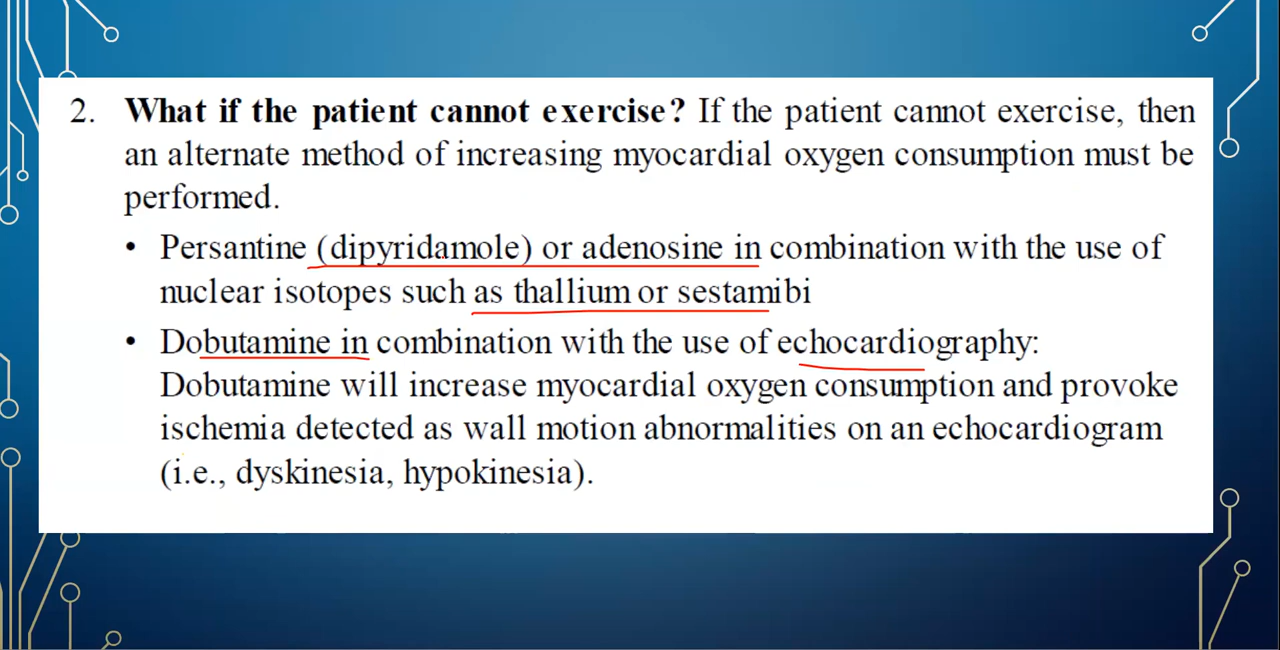 2. What if the patient cannot exercise? If the patient cannot exercise, then
an alternate method of increasing myocardial oxygen consumption must be
performed.
• Persantine (dipyridamole) or adenosine in combination with the use of
nuclear isotopes such as thallium or sestamibi
• Dobutamine in combination with the use of echocardiography:
Dobutamine will increase myocardial oxygen consumption and provoke
ischemia detected as wall motion abnormalities on an echocardiogram
(i.e., dyskinesia, hypokinesia).